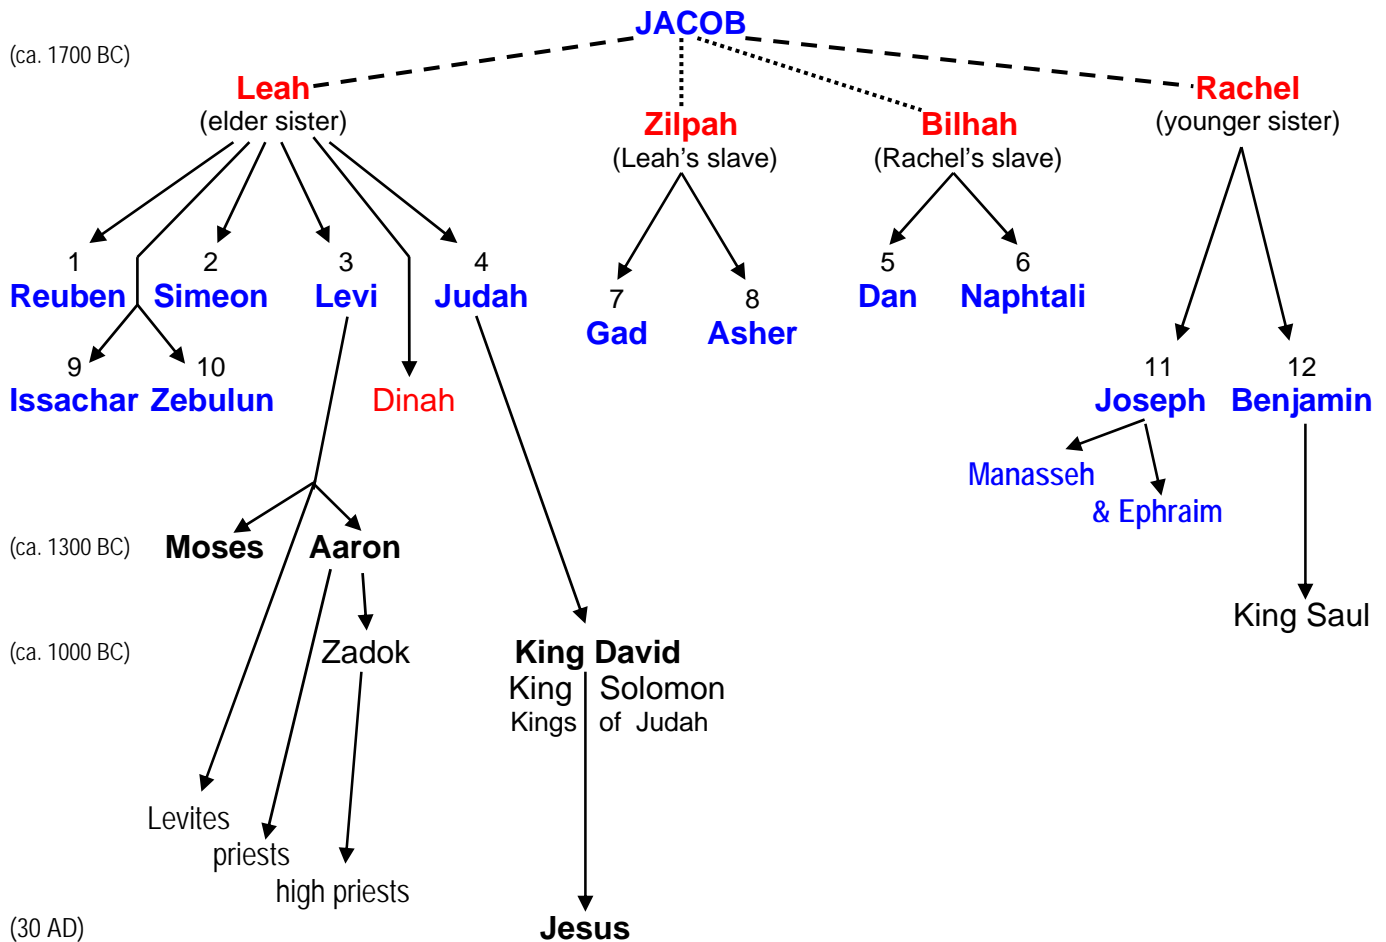 JACOB
(ca. 1700 BC)
Leah
(elder sister)
Rachel
(younger sister)
Zilpah
(Leah's slave)
Bilhah
(Rachel's slave)
1
Reuben
2
Simeon
3
Levi
4
Judah
7
Gad
8
Asher
5
Dan
6
Naphtali
9
Issachar
10
Zebulun
Dinah
11
Joseph
12
Benjamin
Manasseh
& Ephraim
(ca. 1300 BC)
Moses
Aaron
King Saul
(ca. 1000 BC)
Zadok
King David
King Solomon
Kings of Judah
Levites
priests
high priests
(30 AD)
Jesus